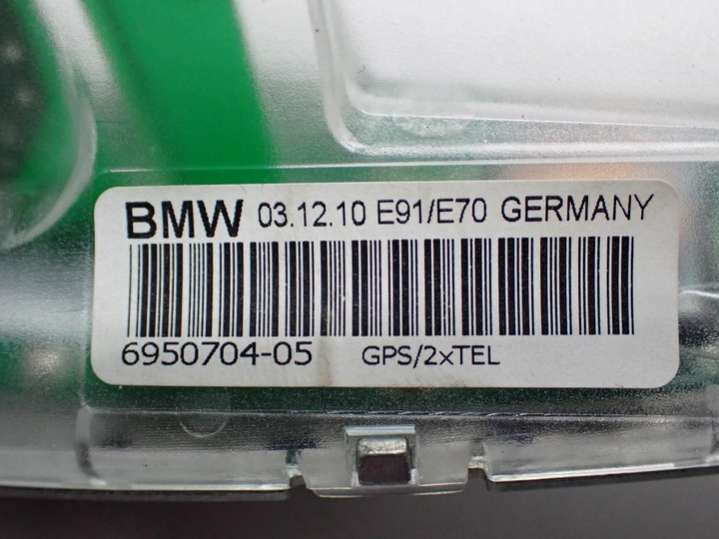 BMW 03.12.10 E91/E70 GERMANY
6950704-05 GPS/2xTEL